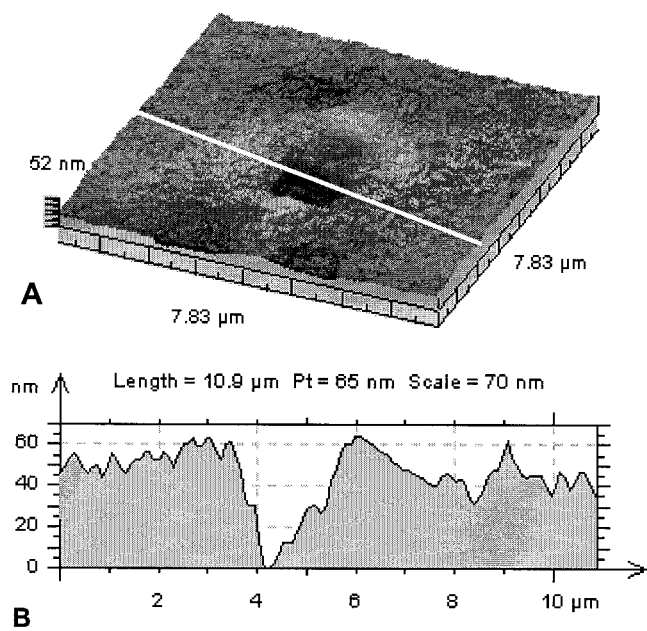 52 nm
A
7.83 µm
7.83 µm
nm
Length = 10.9 µm Pt = 65 nm Scale = 70 nm
60
40
20
0
2 4 6 8 10 µm
B